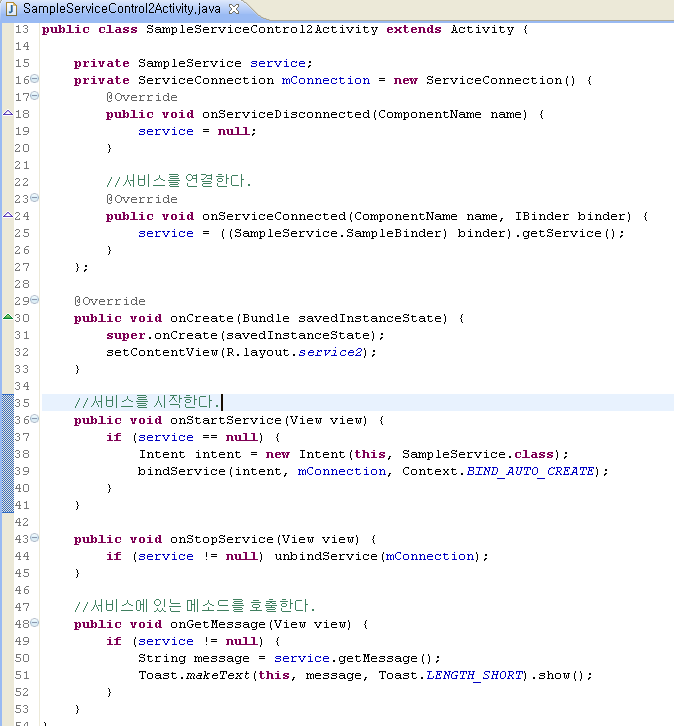 SampleServiceControl2Activity.java
13 public class SampleServiceControl2Activity extends Activity {
14
15     private SampleService service;
16     private ServiceConnection mConnection = new ServiceConnection() {
17         @Override
18         public void onServiceDisconnected(ComponentName name) {
19             service = null;
20         }
21
22         //서비스를 연결한다.
23         @Override
24         public void onServiceConnected(ComponentName name, IBinder binder) {
25             service = ((SampleService.SampleBinder) binder).getService();
26         }
27     };
28
29     @Override
30     public void onCreate(Bundle savedInstanceState) {
31         super.onCreate(savedInstanceState);
32         setContentView(R.layout.service2);
33     }
34
35     //서비스를 시작한다.
36     public void onStartService(View view) {
37         if (service == null) {
38             Intent intent = new Intent(this, SampleService.class);
39             bindService(intent, mConnection, Context.BIND_AUTO_CREATE);
40         }
41     }
42
43     public void onStopService(View view) {
44         if (service != null) unbindService(mConnection);
45     }
46
47     //서비스에 있는 메소드를 호출한다.
48     public void onGetMessage(View view) {
49         if (service != null) {
50             String message = service.getMessage();
51             Toast.makeText(this, message, Toast.LENGTH_SHORT).show();
52         }
53     }
54 }